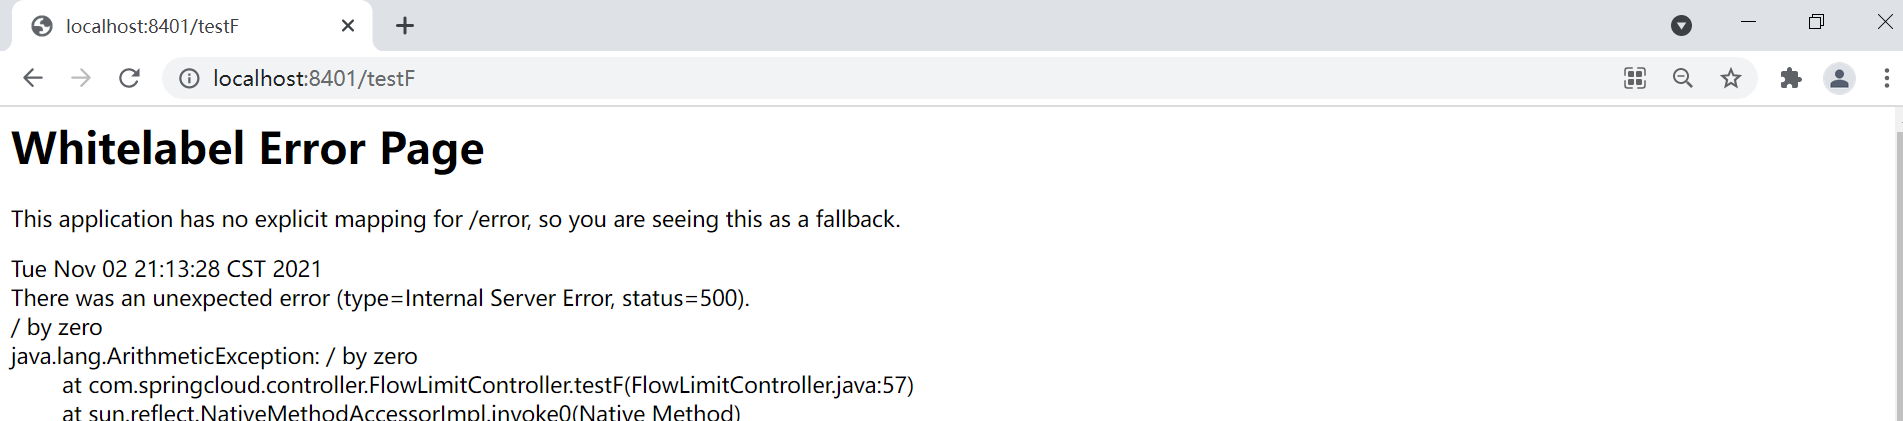 localhost:8401/testF
localhost:8401/testF
Whitelabel Error Page
This application has no explicit mapping for /error, so you are seeing this as a fallback.
Tue Nov 02 21:13:28 CST 2021
There was an unexpected error (type=Internal Server Error, status=500).
/ by zero
java.lang.ArithmeticException: / by zero
at com.springcloud.controller.FlowLimitController.testF(FlowLimitController.java:57)
at sun.reflect.NativeMethodAccessorImpl.invoke0(Native Method)